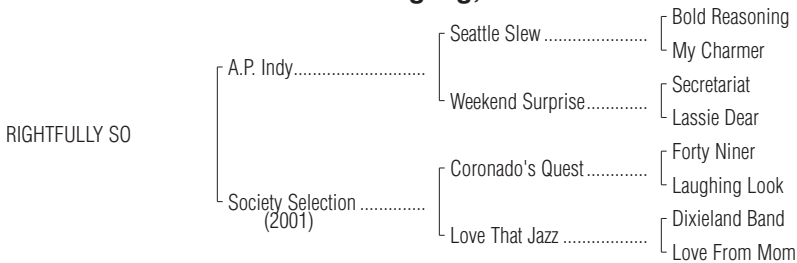 Bold Reasoning
Seattle Slew ......................
My Charmer
A.P. Indy............................
Secretariat
Weekend Surprise.............
Lassie Dear
RIGHTFULLY SO
Forty Niner
Coronado's Quest.............
Laughing Look
Society Selection ..............
(2001)
Dixieland Band
Love That Jazz ..................
Love From Mom